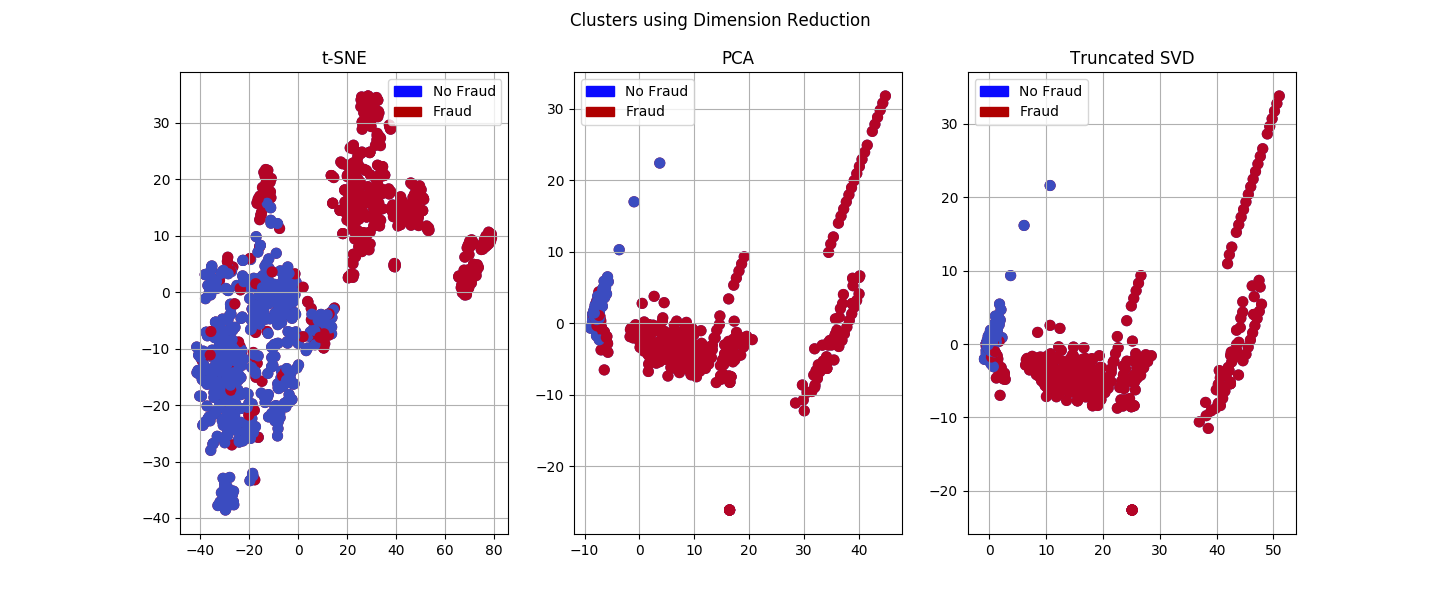 Clusters using Dimension Reduction
t-SNE
No Fraud
Fraud
30
20
10
0
−10
−20
−30
−40
−40 −20 0 20 40 60 80
PCA
No Fraud
Fraud
30
20
10
0
−10
−20
−10 0 10 20 30 40
Truncated SVD
No Fraud
Fraud
30
20
10
0
−10
−20
0 10 20 30 40 50